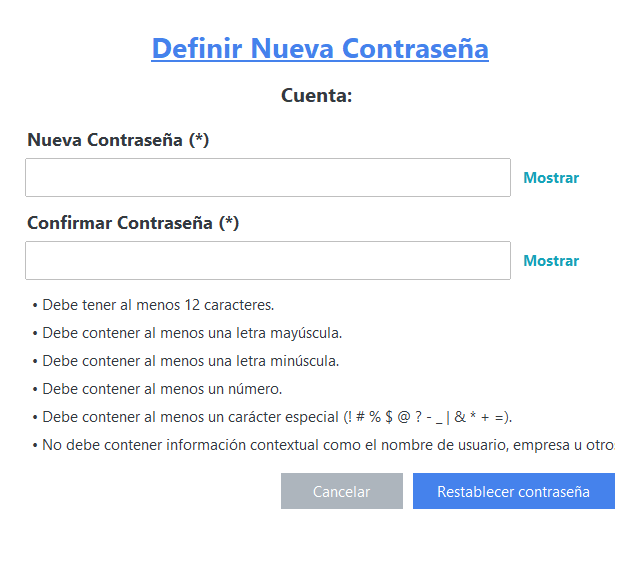 Definir Nueva Contraseña
Cuenta:
Nueva Contraseña (*)
Mostrar
Confirmar Contraseña (*)
Mostrar
• Debe tener al menos 12 caracteres.
• Debe contener al menos una letra mayúscula.
• Debe contener al menos una letra minúscula.
• Debe contener al menos un número.
• Debe contener al menos un carácter especial (! # % $ @ ? - _ | & * + =).
• No debe contener información contextual como el nombre de usuario, empresa u otro
Cancelar
Restablecer contraseña